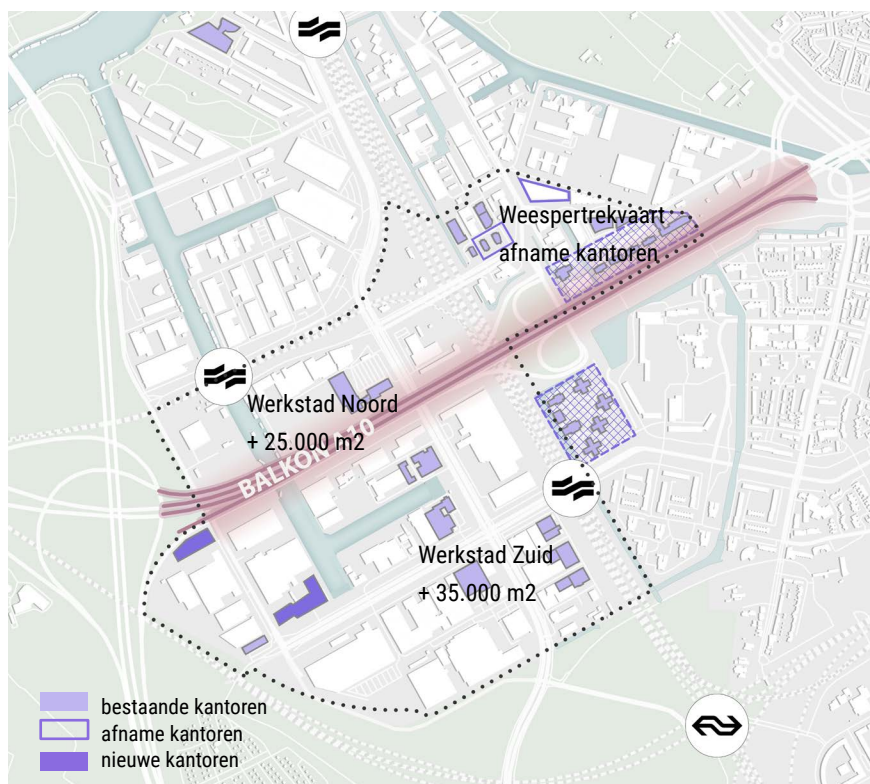 Weespertrekvaart
afname kantoren
Werkstad Noord
+ 25.000 m2
BALKON A10
Werkstad Zuid
+ 35.000 m2
bestaande kantoren
afname kantoren
nieuwe kantoren